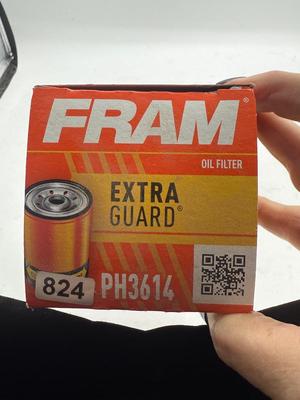 FRAM®
OIL FILTER
EXTRA
GUARD®
824 PH3614